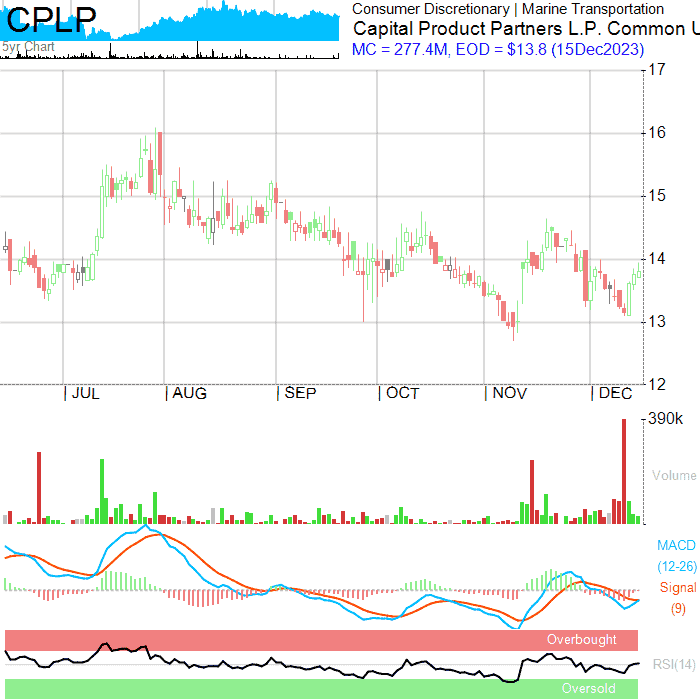 CPLP
5yr Chart
Consumer Discretionary | Marine Transportation
Capital Product Partners L.P. Common U
MC = 277.4M, EOD = $13.8 (15Dec2023)
17
16
15
14
13
12
JUL
AUG
SEP
OCT
NOV
DEC
390k
Volume
MACD
(12-26)
Signal
(9)
Overbought
RSI(14)
Oversold